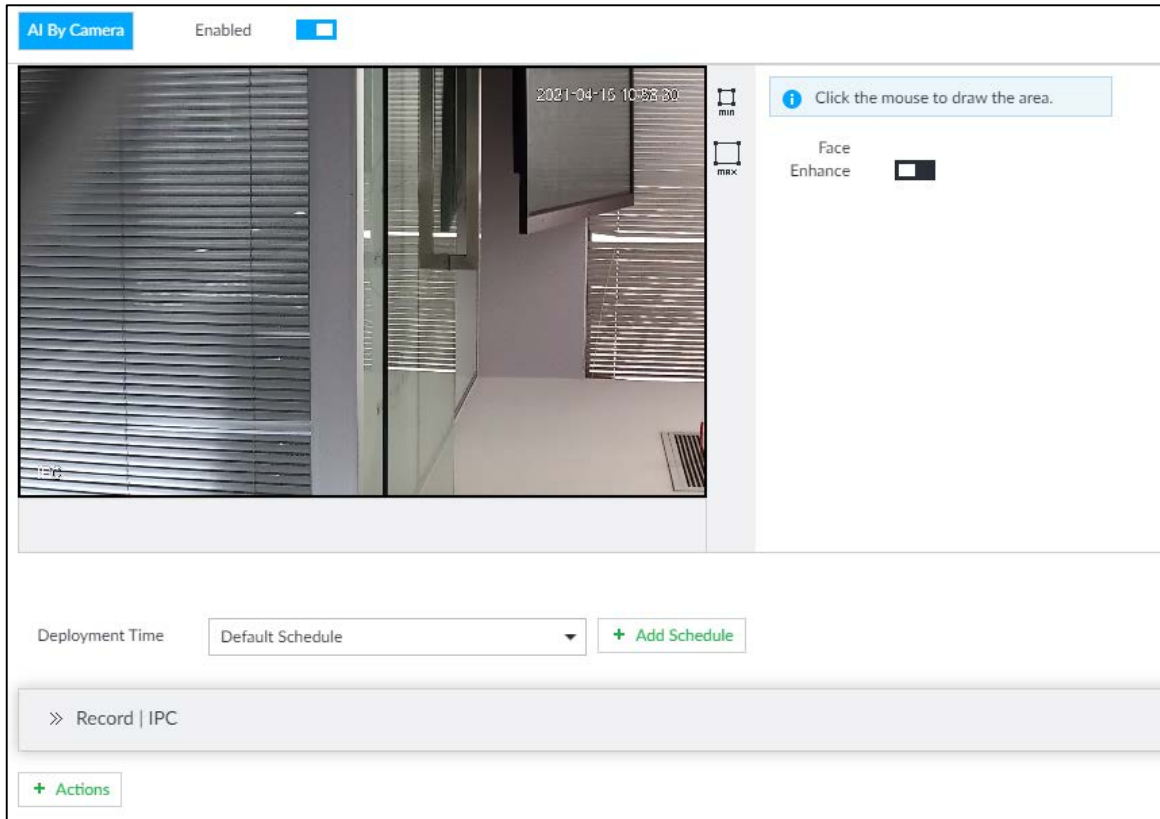 AI By Camera Enabled
2021-04-16 10:58:30
min
max
Click the mouse to draw the area.
Face
Enhance
IPC
Deployment Time Default Schedule + Add Schedule
Record | IPC
+ Actions